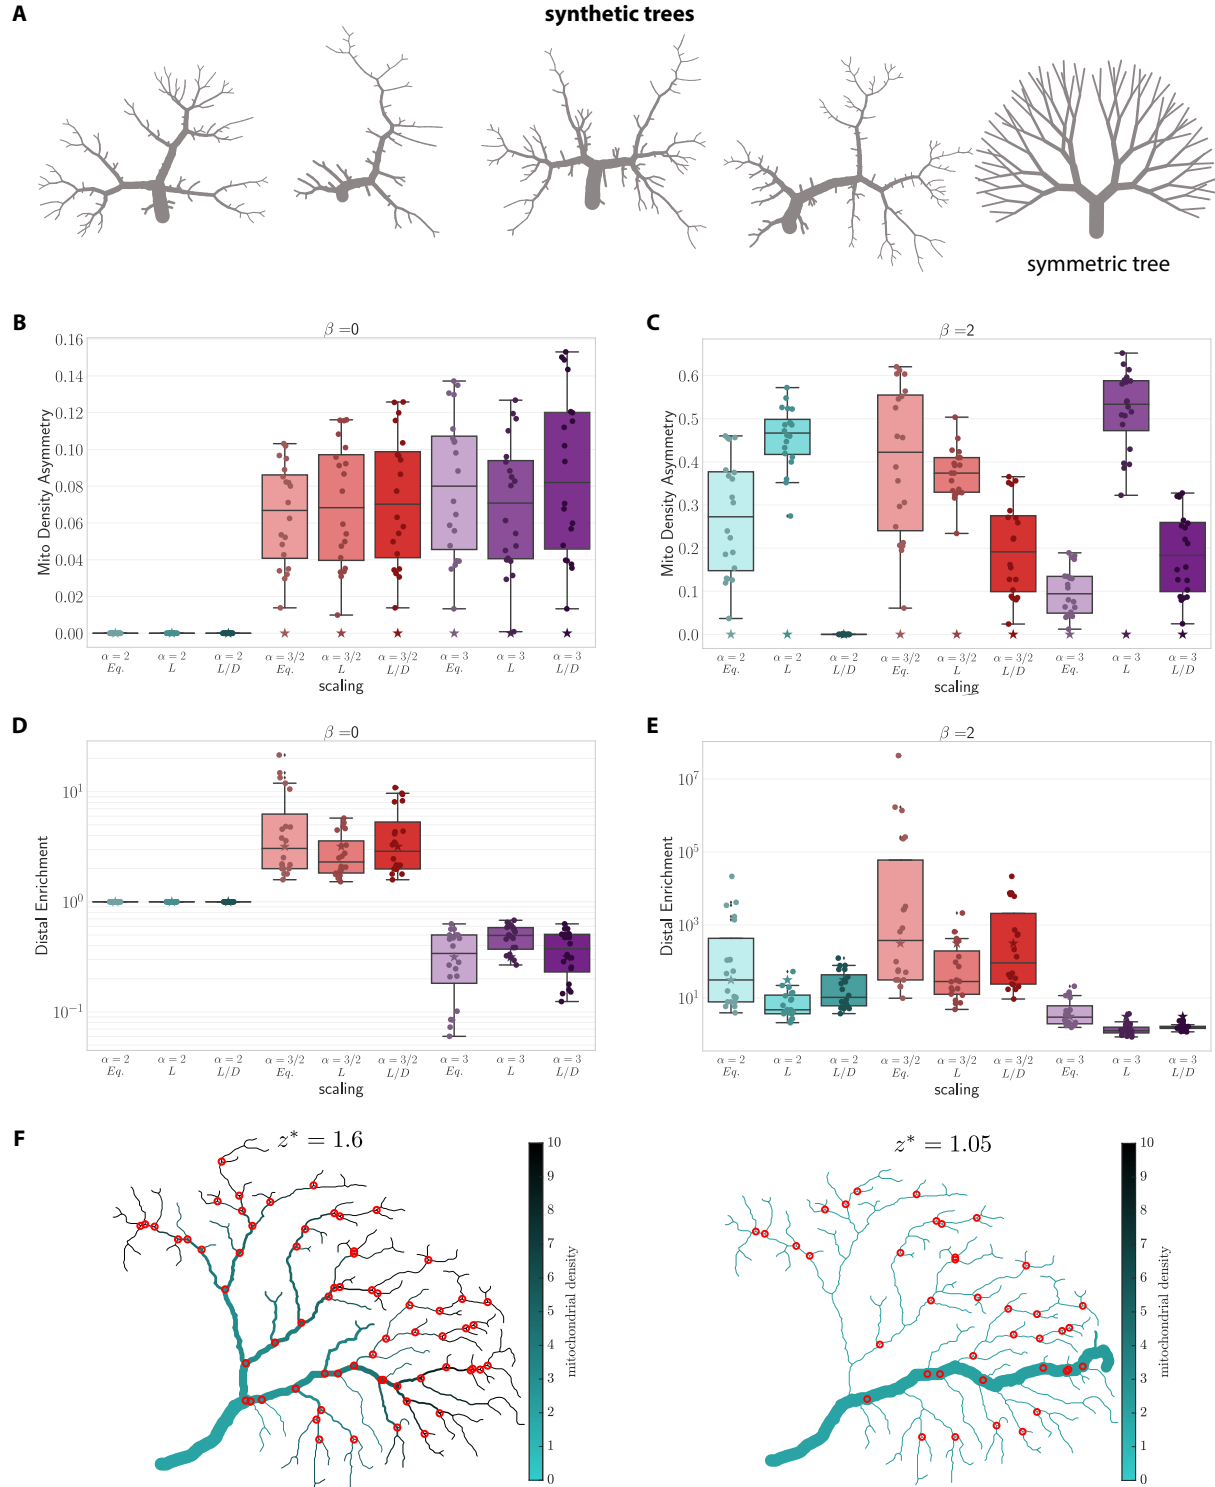 A
synthetic trees
symmetric tree
B
β =0
Mito Density Asymmetry
0.16
0.14
0.12
0.10
0.08
0.06
0.04
0.02
0.00
α = 2 α = 2 α = 2 α = 3/2 α = 3/2 α = 3/2 α = 3 α = 3 α = 3
Eq. L L/D Eq. L L/D Eq. L L/D
scaling
C
β =2
Mito Density Asymmetry
0.6
0.5
0.4
0.3
0.2
0.1
0.0
α = 2 α = 2 α = 2 α = 3/2 α = 3/2 α = 3/2 α = 3 α = 3 α = 3
Eq. L L/D Eq. L L/D Eq. L L/D
scaling
D
β =0
Distal Enrichment
10¹
10⁰
10⁻¹
α = 2 α = 2 α = 2 α = 3/2 α = 3/2 α = 3/2 α = 3 α = 3 α = 3
Eq. L L/D Eq. L L/D Eq. L L/D
scaling
E
β =2
Distal Enrichment
10⁷
10⁵
10³
10¹
α = 2 α = 2 α = 2 α = 3/2 α = 3/2 α = 3/2 α = 3 α = 3 α = 3
Eq. L L/D Eq. L L/D Eq. L L/D
scaling
F
z* = 1.6
10
9
8
7
6
5
4
3
2
1
0
mitochondrial density
z* = 1.05
10
9
8
7
6
5
4
3
2
1
0
mitochondrial density